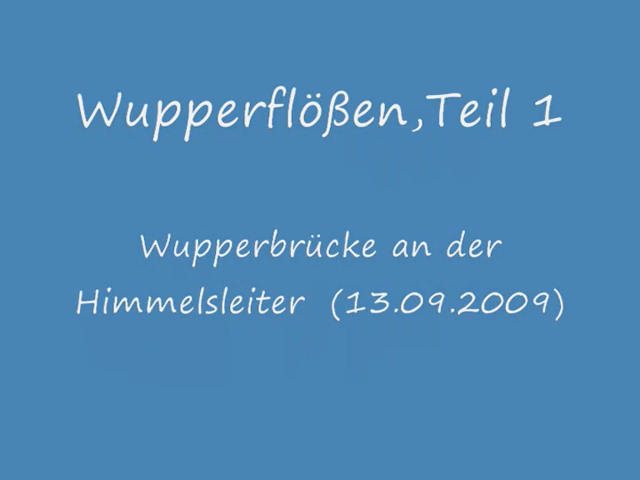 Wupperflößen,Teil 1
Wupperbrücke an der
Himmelsleiter (13.09.2009)